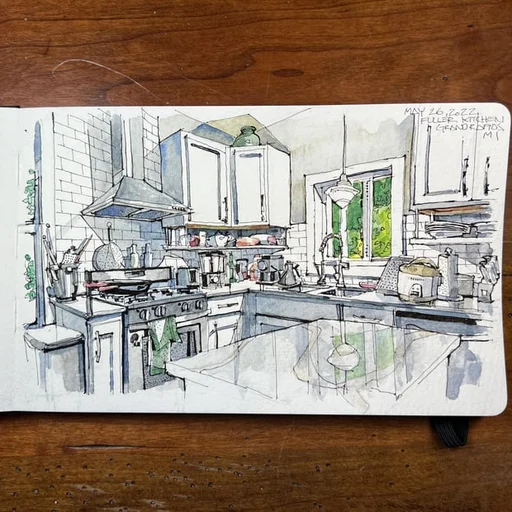 MAY 26, 2022.
FULLER KITCHEN
GRAND RAPIDS,
MI